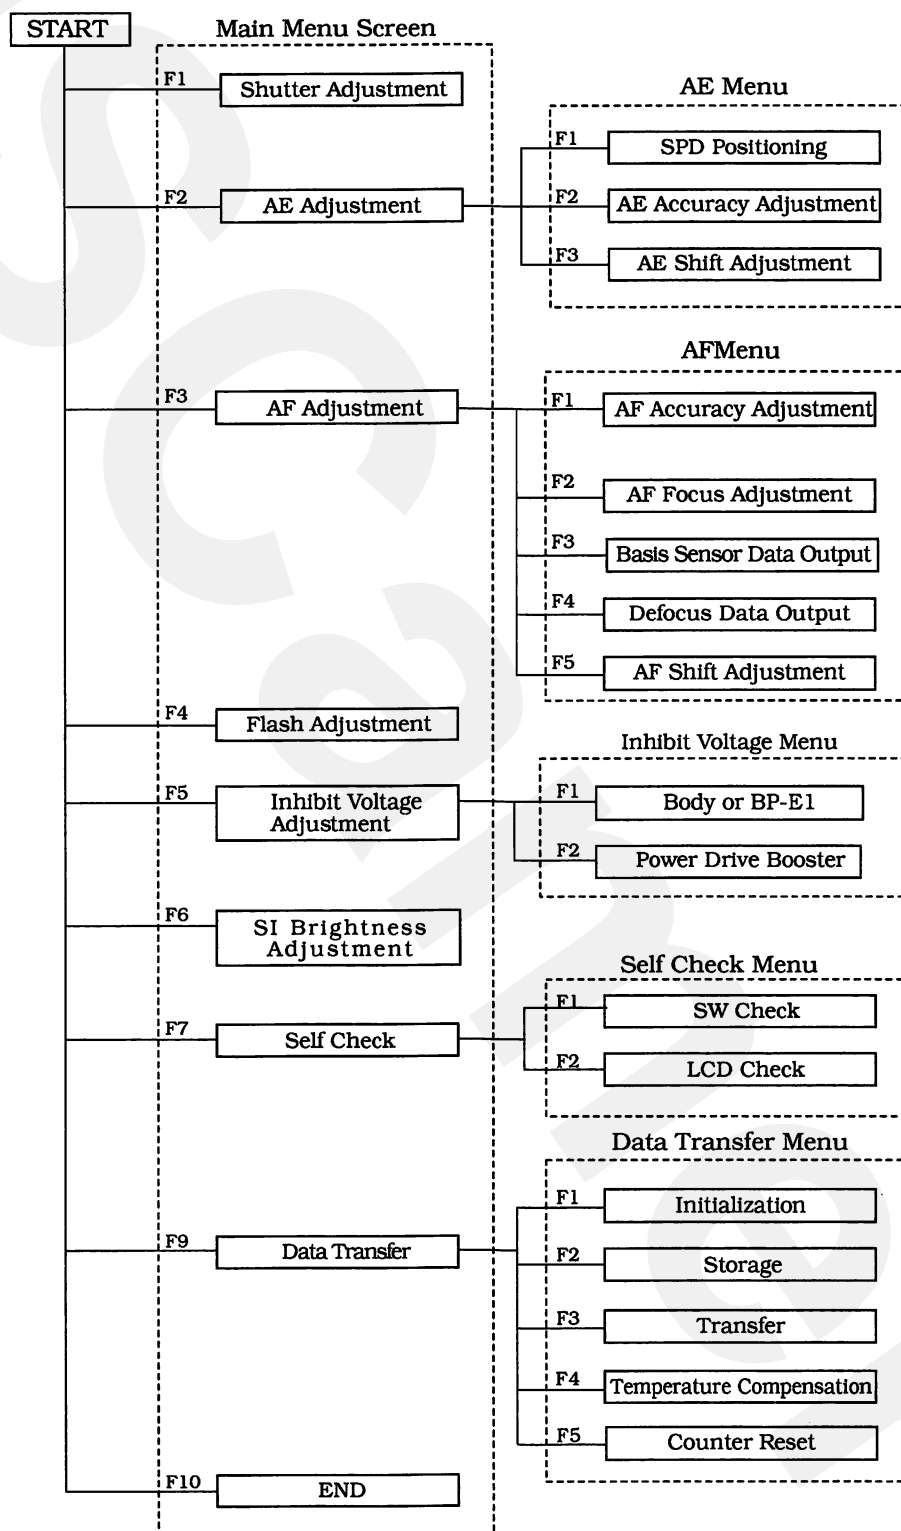 START
Main Menu Screen
F1
Shutter Adjustment
AE Menu
F1
SPD Positioning
F2
AE Adjustment
F2
AE Accuracy Adjustment
F3
AE Shift Adjustment
AFMenu
F3
AF Adjustment
F1
AF Accuracy Adjustment
F2
AF Focus Adjustment
F3
Basis Sensor Data Output
F4
Defocus Data Output
F5
AF Shift Adjustment
F4
Flash Adjustment
Inhibit Voltage Menu
F5
Inhibit Voltage
Adjustment
F1
Body or BP-E1
F2
Power Drive Booster
F6
SI Brightness
Adjustment
Self Check Menu
F1
SW Check
F7
Self Check
F2
LCD Check
Data Transfer Menu
F1
Initialization
F9
Data Transfer
F2
Storage
F3
Transfer
F4
Temperature Compensation
F5
Counter Reset
F10
END